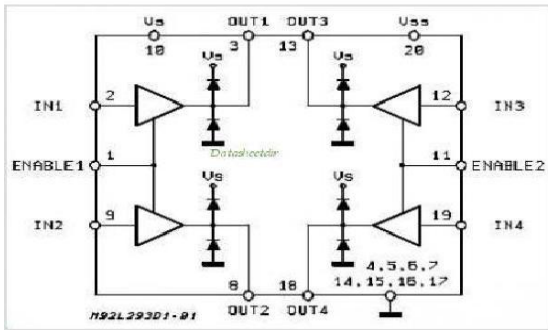 Vs OUT1 OUT3 Vss
10 3 13 20
Vs Vs
IN1 2 12 IN3
Datasheetdir
ENABLE1 1 11 ENABLE2
Vs Vs
IN2 9 19 IN4
4,5,6,7
8 18 14,15,16,17
M92L293D1-01 OUT2 OUT4